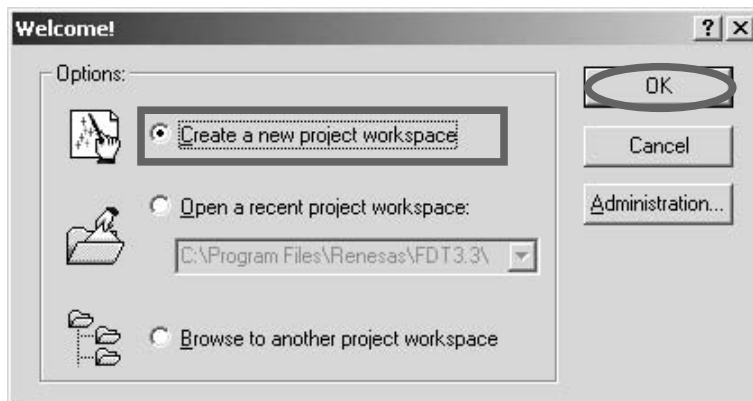 Welcome!
Options:
Create a new project workspace
Open a recent project workspace:
C:\Program Files\Renesas\FDT3.3\
Browse to another project workspace
OK
Cancel
Administration...